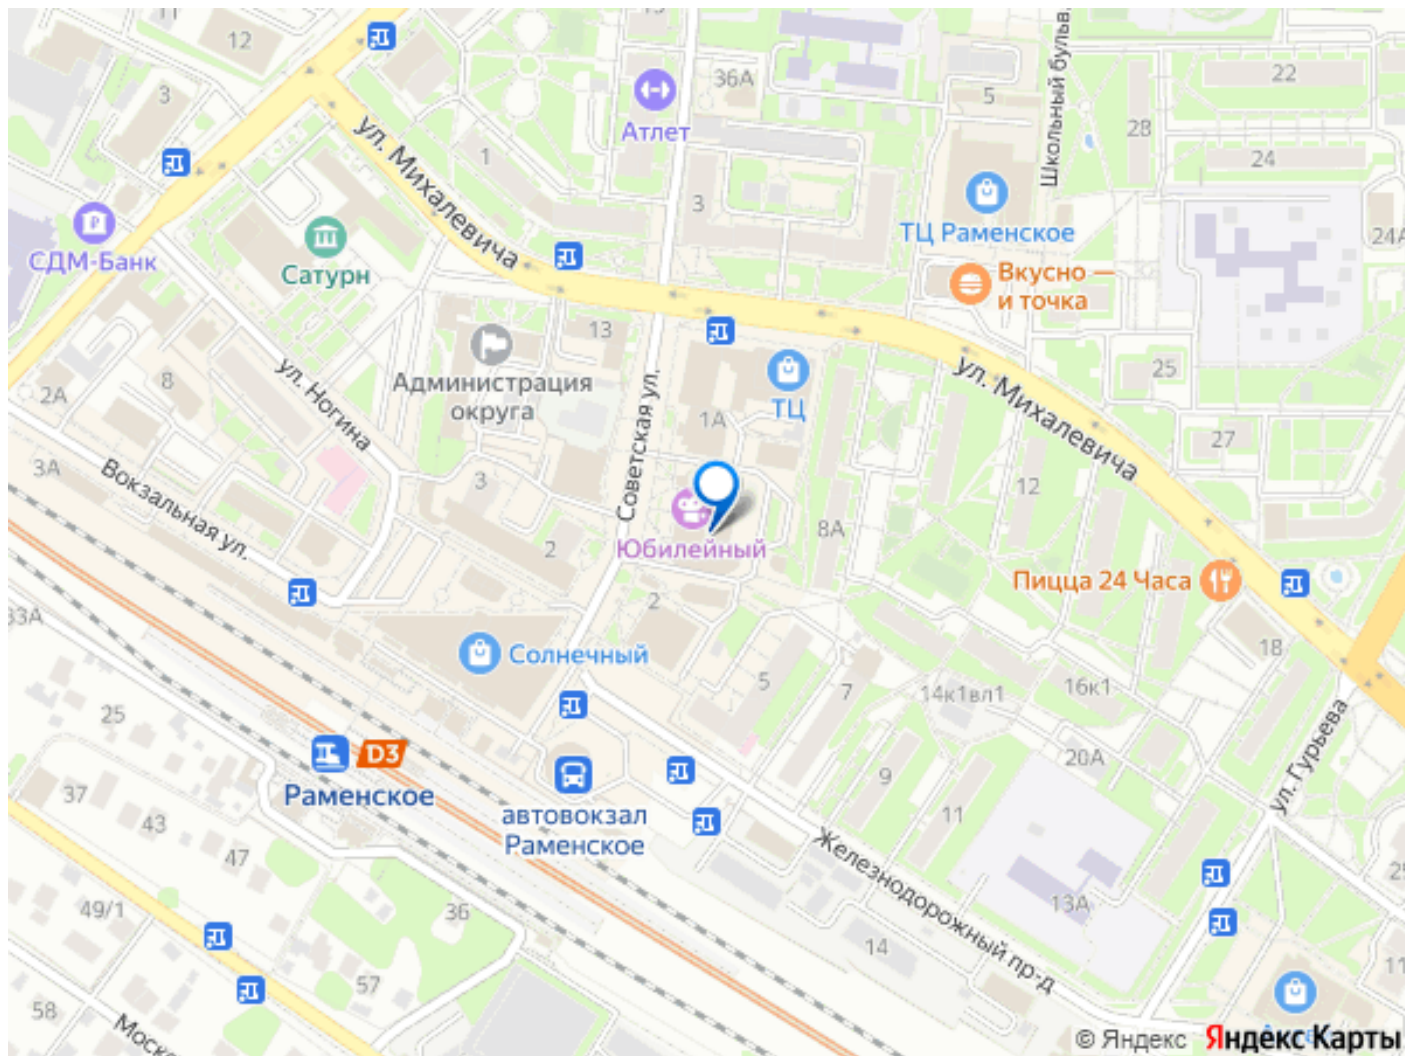 12
13
36А
5
22
28
24
Школьный бульв.
3
Атлет
1
ул. Михалевича
3
ТЦ Раменское
24А
СДМ-Банк
Сатурн
Вкусно —
и точка
13
Администрация
округа
ул. Ногина
8
2А
Советская ул.
ТЦ
1А
ул. Михалевича
25
27
12
3А
Вокзальная ул.
3
2
Юбилейный
8А
Пицца 24 Часа
33А
2
Солнечный
5
7
14к1вл1
16к1
18
25
20А
ул. Гурьева
D3
Раменское
автовокзал
Раменское
9
11
37
43
47
49/1
36
Железнодорожный пр-д
13А
14
57
58
11
© Яндекс Яндекс Карты